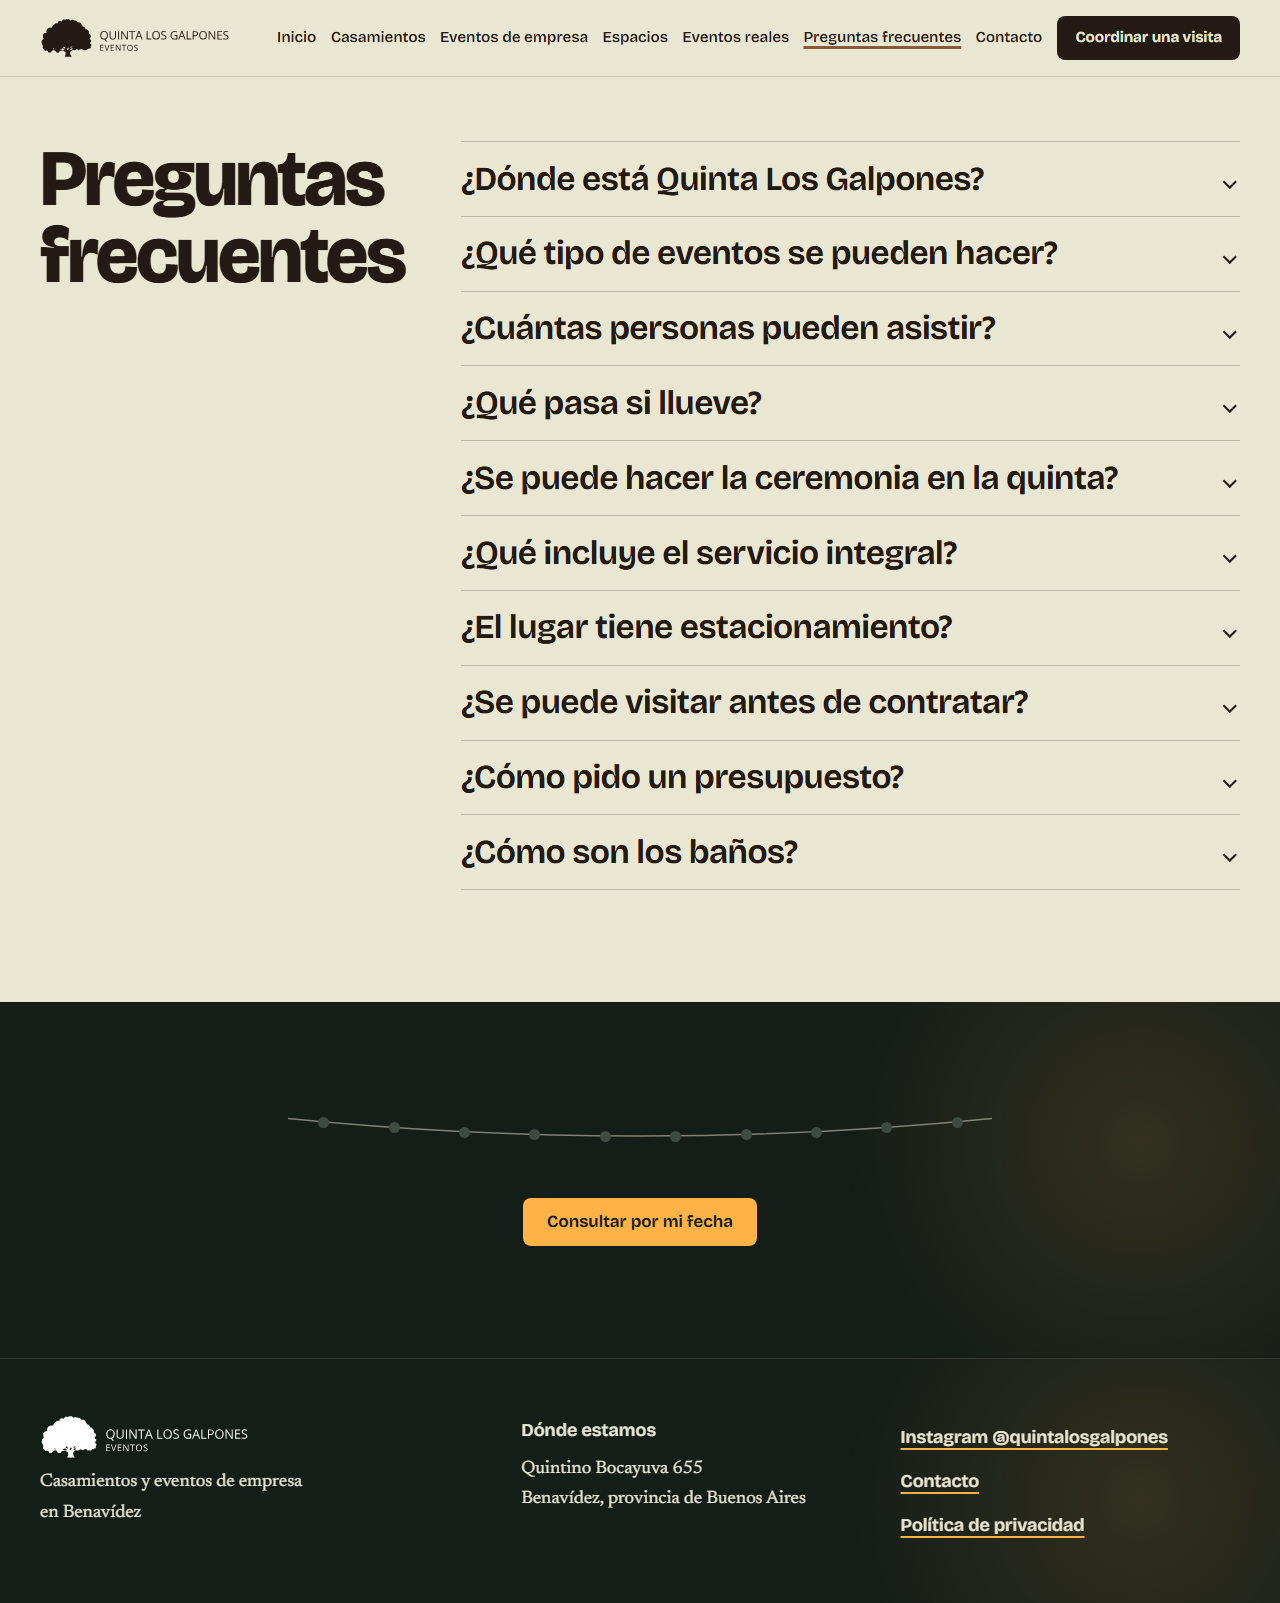 QUINTA LOS GALPONES
EVENTOS
Inicio
Casamientos
Eventos de empresa
Espacios
Eventos reales
Preguntas frecuentes
Contacto
Coordinar una visita
Preguntas
frecuentes
¿Dónde está Quinta Los Galpones?
¿Qué tipo de eventos se pueden hacer?
¿Cuántas personas pueden asistir?
¿Qué pasa si llueve?
¿Se puede hacer la ceremonia en la quinta?
¿Qué incluye el servicio integral?
¿El lugar tiene estacionamiento?
¿Se puede visitar antes de contratar?
¿Cómo pido un presupuesto?
¿Cómo son los baños?
Consultar por mi fecha
QUINTA LOS GALPONES
EVENTOS
Casamientos y eventos de empresa
en Benavídez
Dónde estamos
Quintino Bocayuva 655
Benavídez, provincia de Buenos Aires
Instagram @quintalosgalpones
Contacto
Política de privacidad